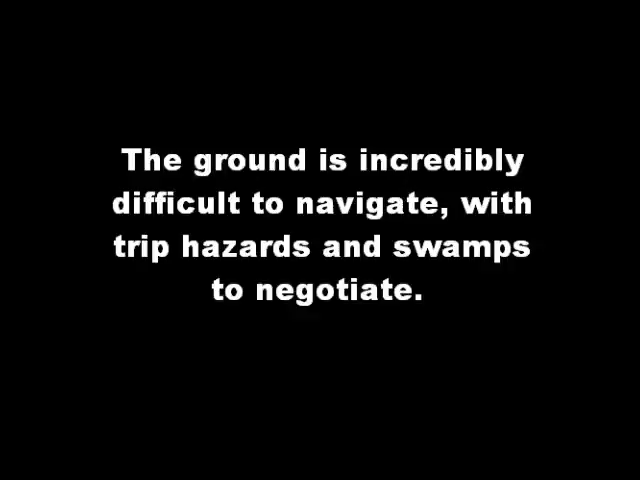 The ground is incredibly
difficult to navigate, with
trip hazards and swamps
to negotiate.